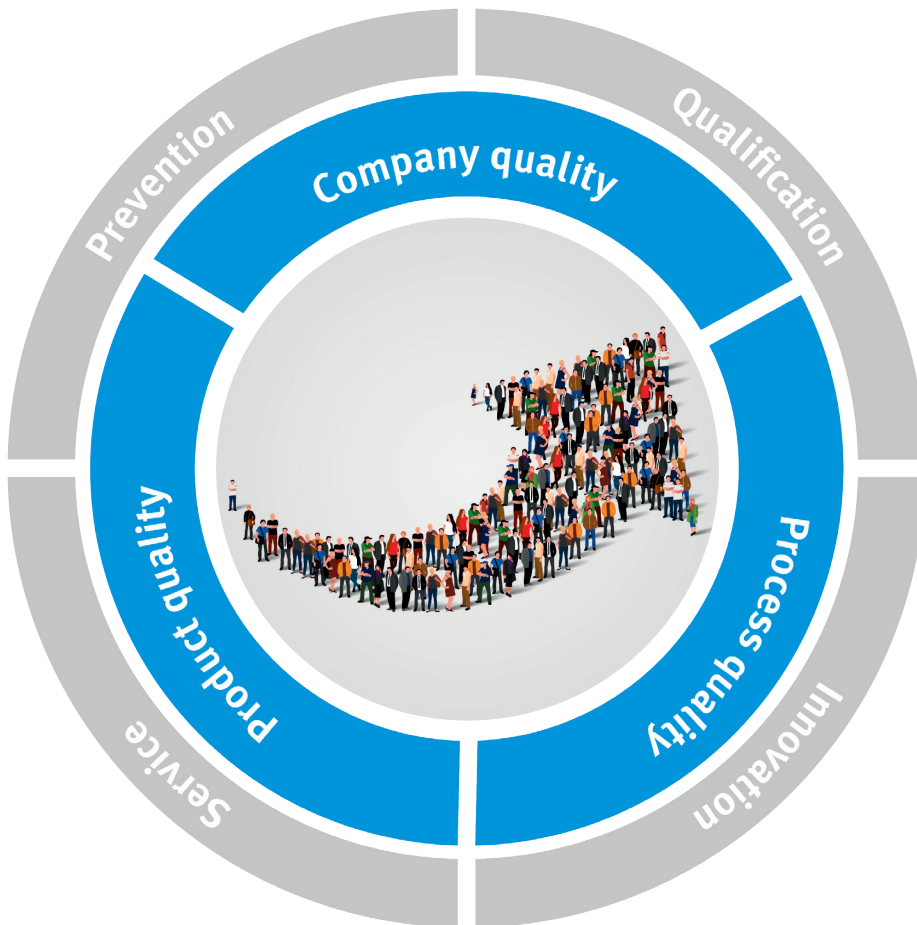 Prevention
Qualification
Company quality
Product quality
Process quality
Service
Innovation